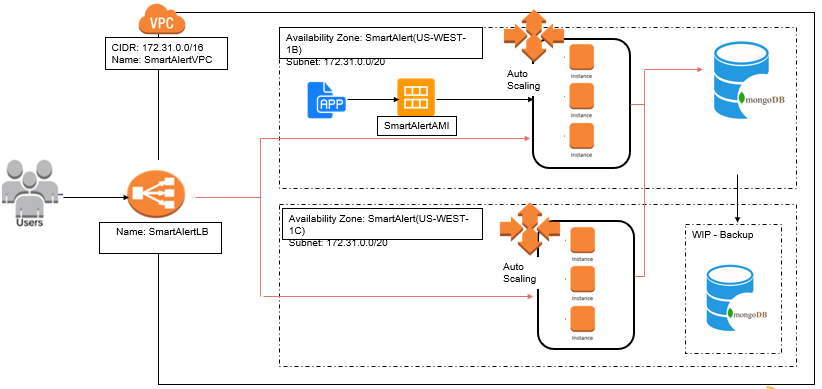 VPC
CIDR: 172.31.0.0/16
Name: SmartAlertVPC
Availability Zone: SmartAlert(US-WEST-
1B)
Subnet: 172.31.0.0/20
Auto
Scaling
Instance
Instance
Instance
APP
SmartAlertAMI
mongoDB
Users
Name: SmartAlertLB
Availability Zone: SmartAlert(US-WEST-
1C)
Subnet: 172.31.0.0/20
Auto
Scaling
Instance
Instance
Instance
WIP - Backup
mongoDB